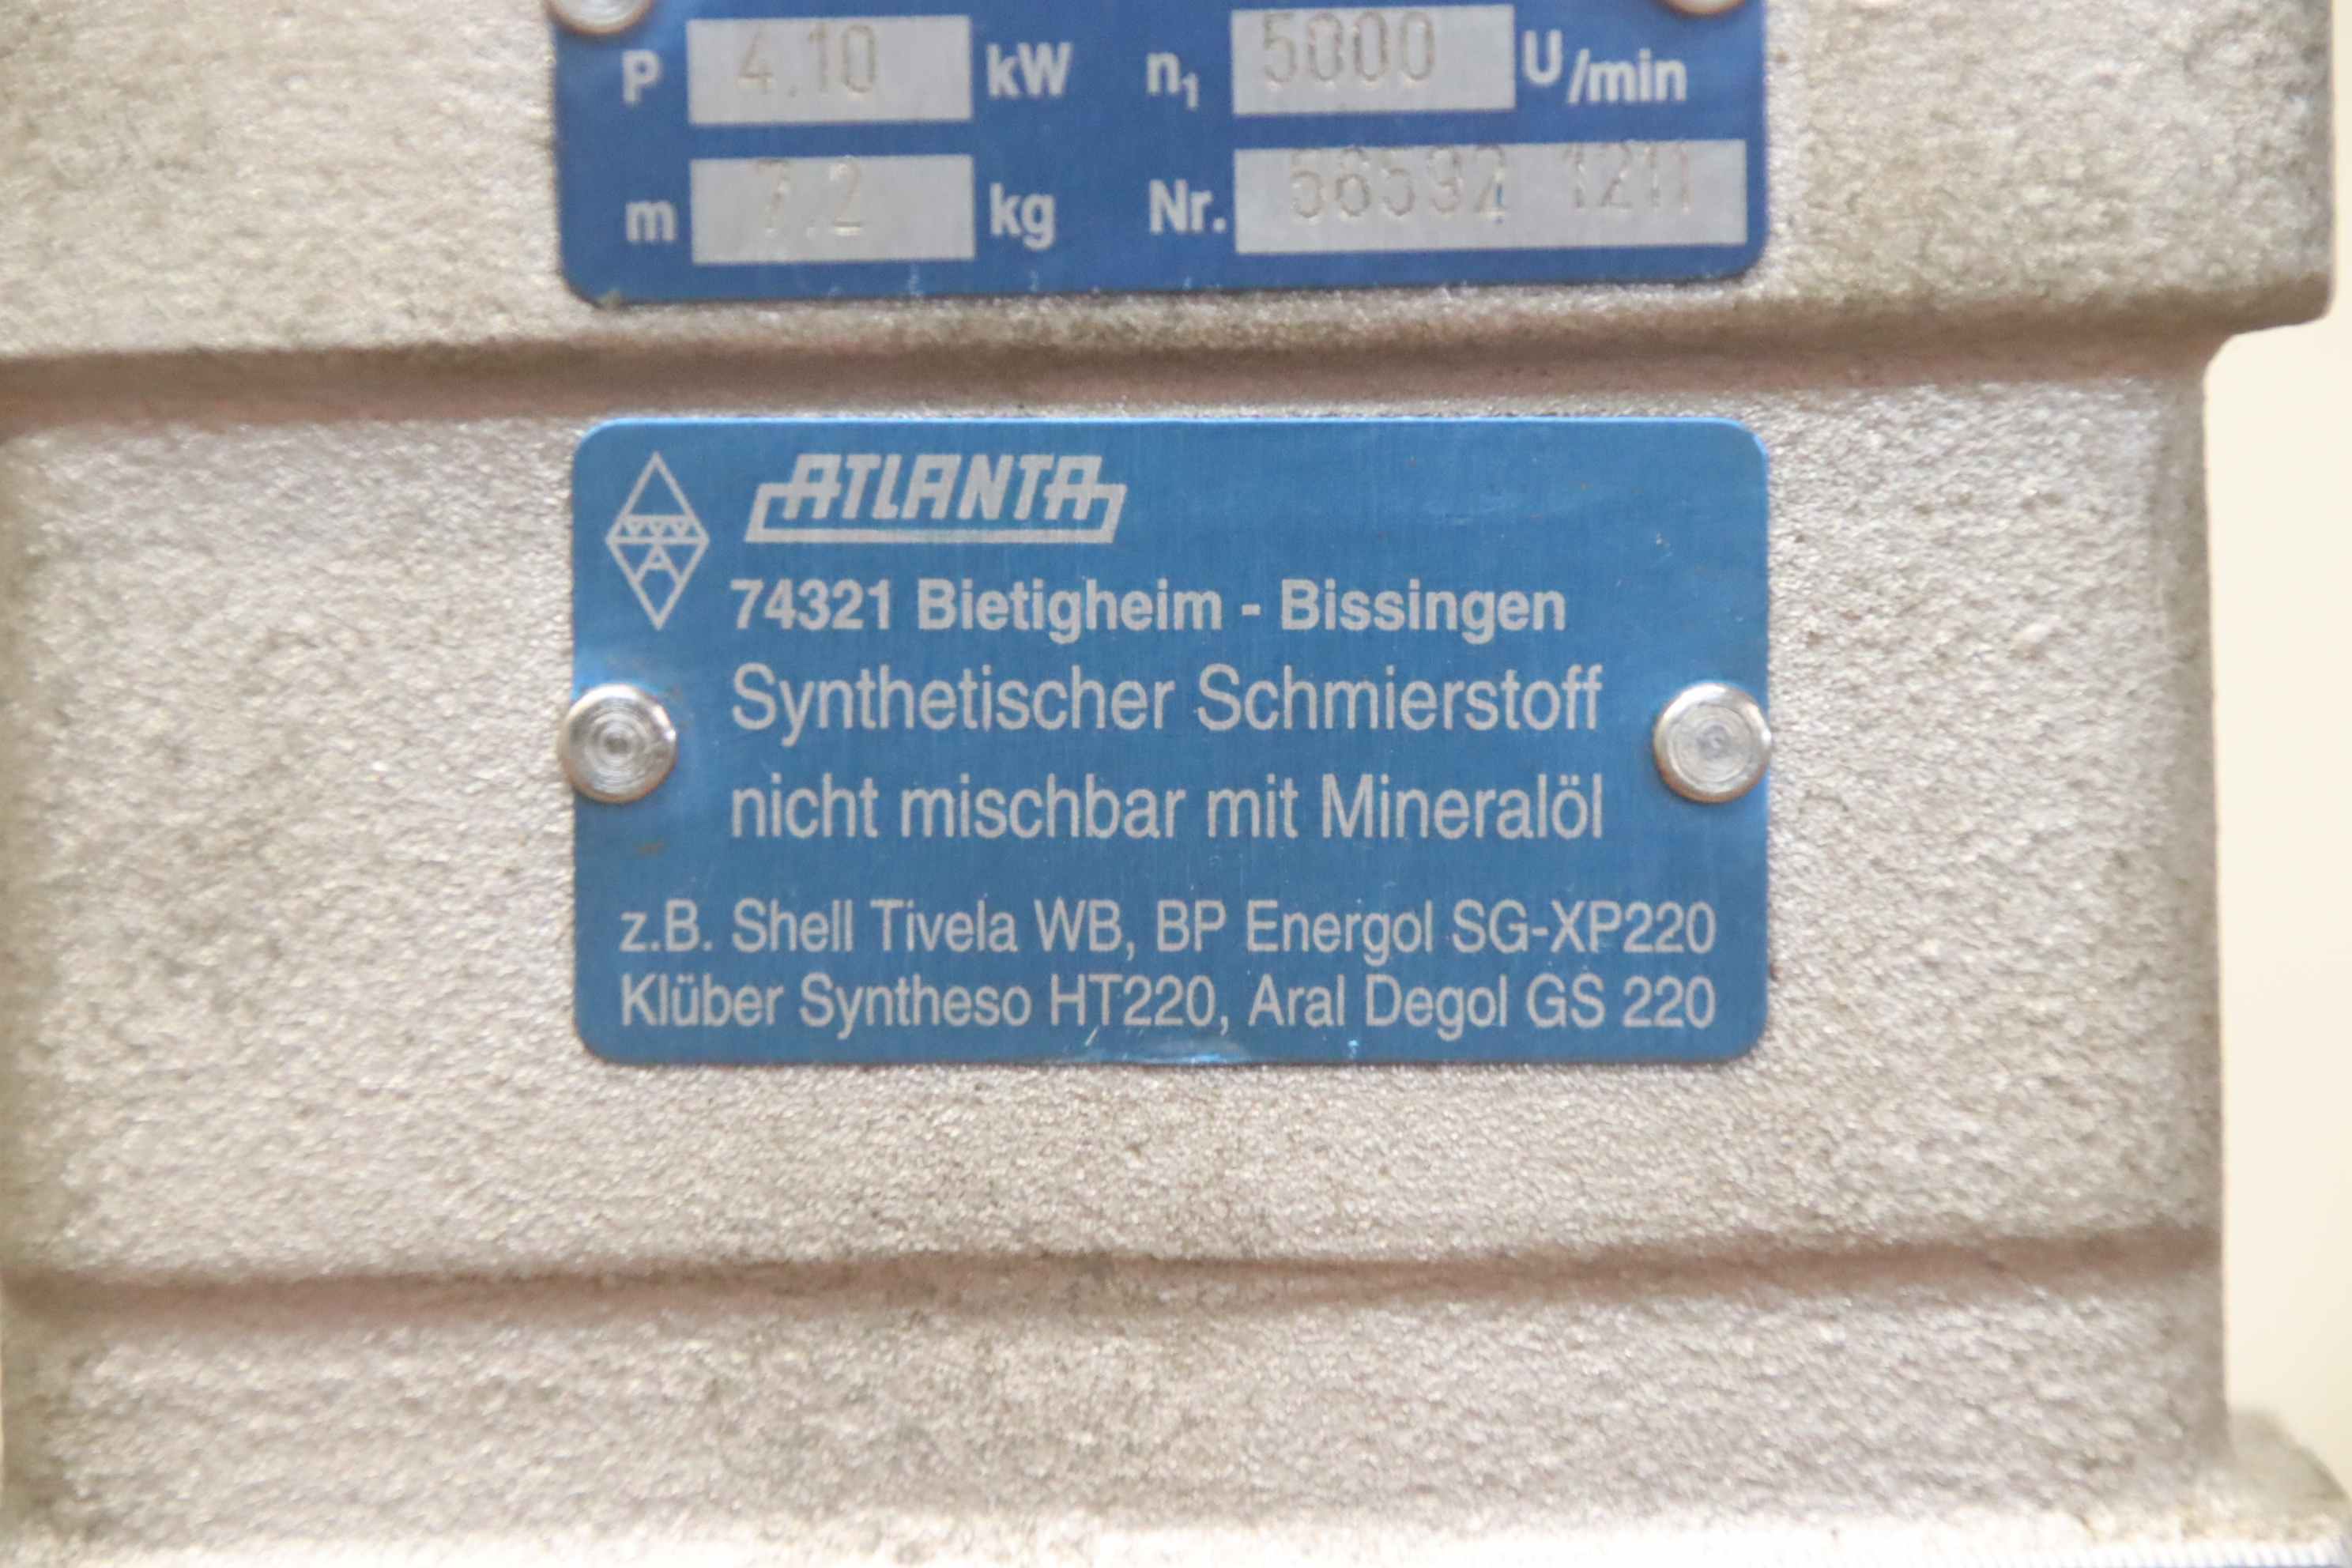 P 4.10 kW n₁ 5000 U/min
m 7.2 kg Nr. 1211
ATLANTA
74321 Bietigheim - Bissingen
Synthetischer Schmierstoff
nicht mischbar mit Mineralöl
z.B. Shell Tivela WB, BP Energol SG-XP220
Klüber Syntheso HT220, Aral Degol GS 220